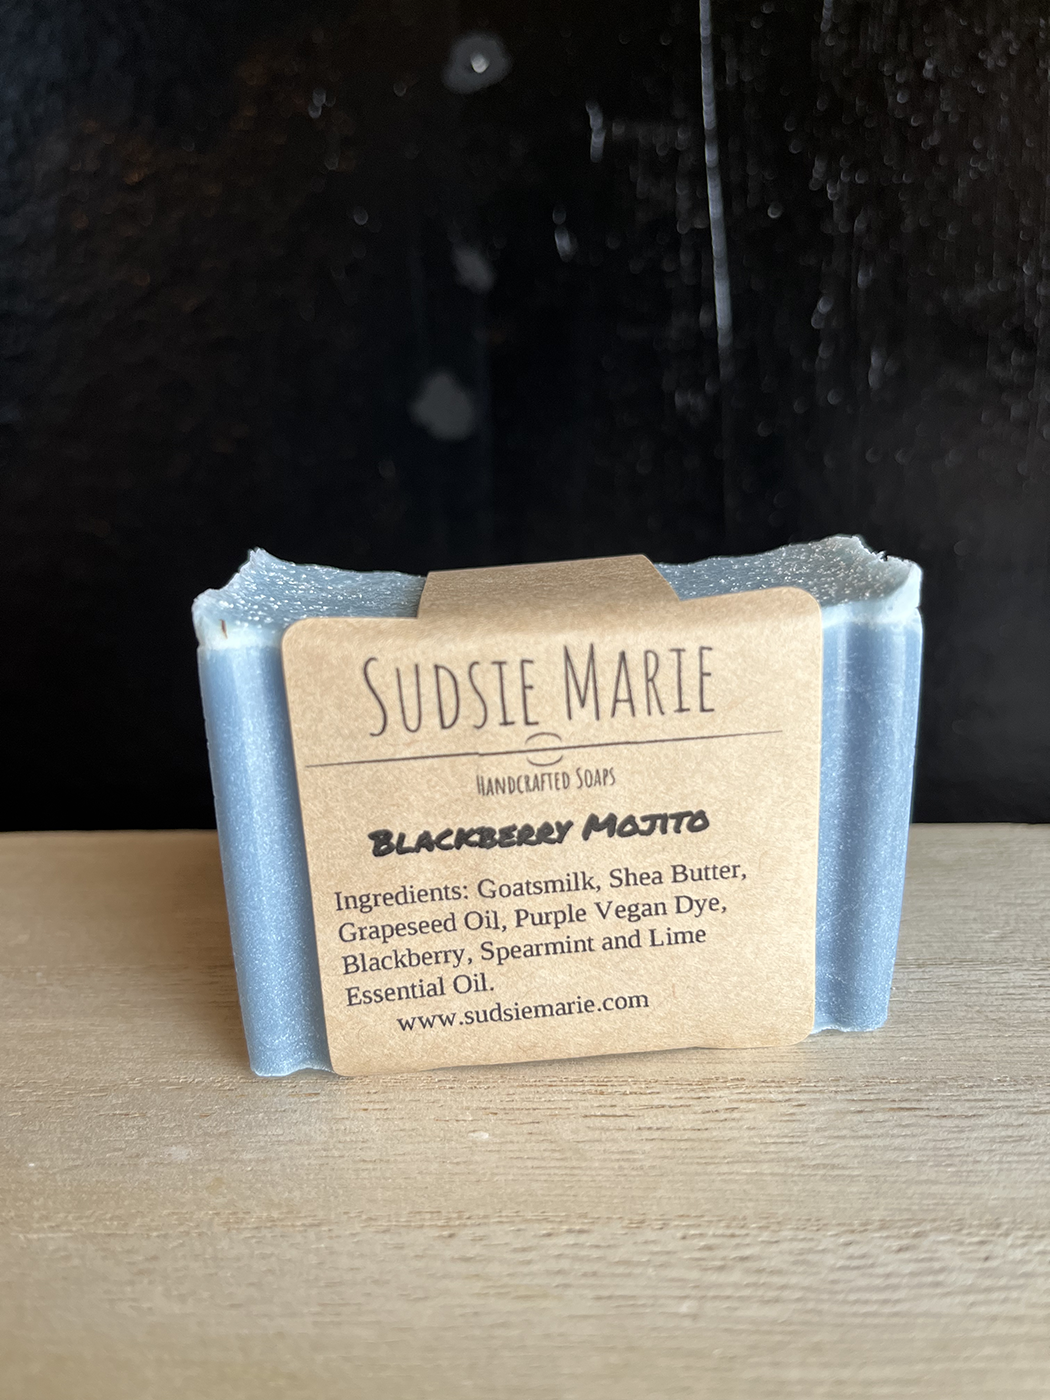 SUDSIE MARIE
HANDCRAFTED SOAPS
BLACKBERRY MOJITO
Ingredients: Goatsmilk, Shea Butter,
Grapeseed Oil, Purple Vegan Dye,
Blackberry, Spearmint and Lime
Essential Oil.
www.sudsiemarie.com